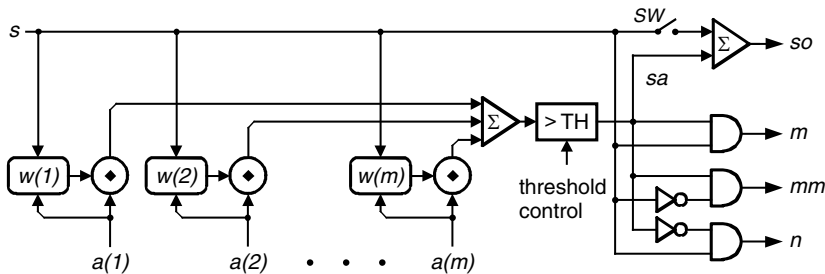 SW
s
Σ
so
sa
Σ
> TH
m
w(1)
w(2)
w(m)
threshold
control
mm
n
a(1)
a(2)
• • •
a(m)